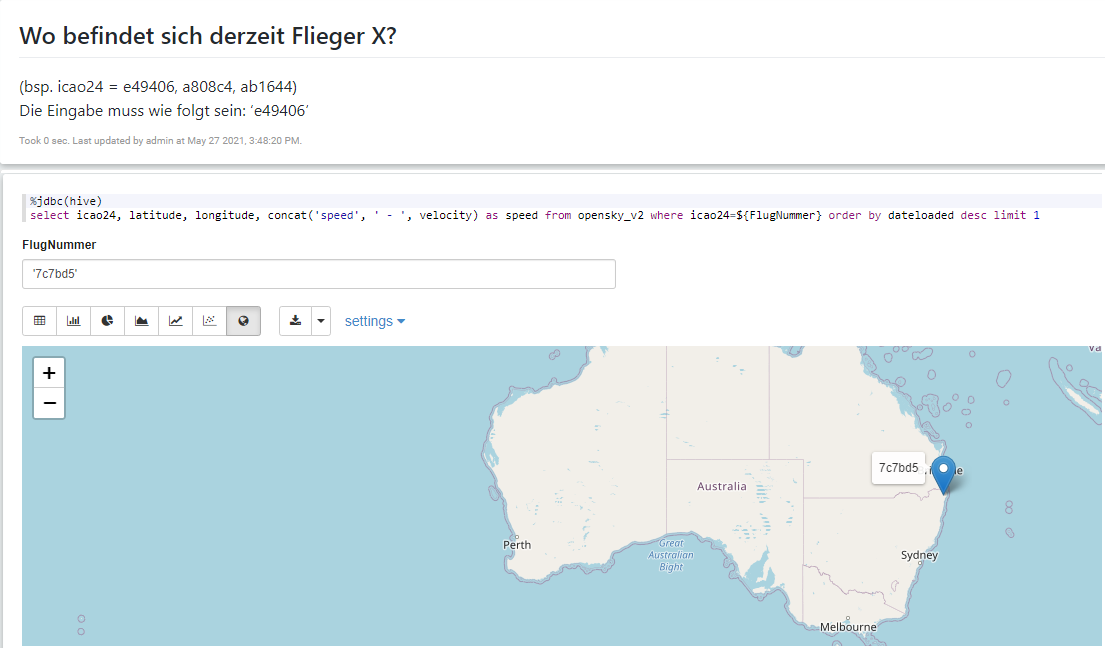 Wo befindet sich derzeit Flieger X?
(bsp. icao24 = e49406, a808c4, ab1644)
Die Eingabe muss wie folgt sein: ‘e49406’
Took 0 sec. Last updated by admin at May 27 2021, 3:48:20 PM.
%jdbc(hive)
select icao24, latitude, longitude, concat('speed', ' - ', velocity) as speed from opensky_v2 where icao24=${FlugNummer} order by dateloaded desc limit 1
FlugNummer
'7c7bd5'
settings
+
−
Va
7c7bd5
Australia
Perth
Great
Australian
Bight
Sydney
Melbourne